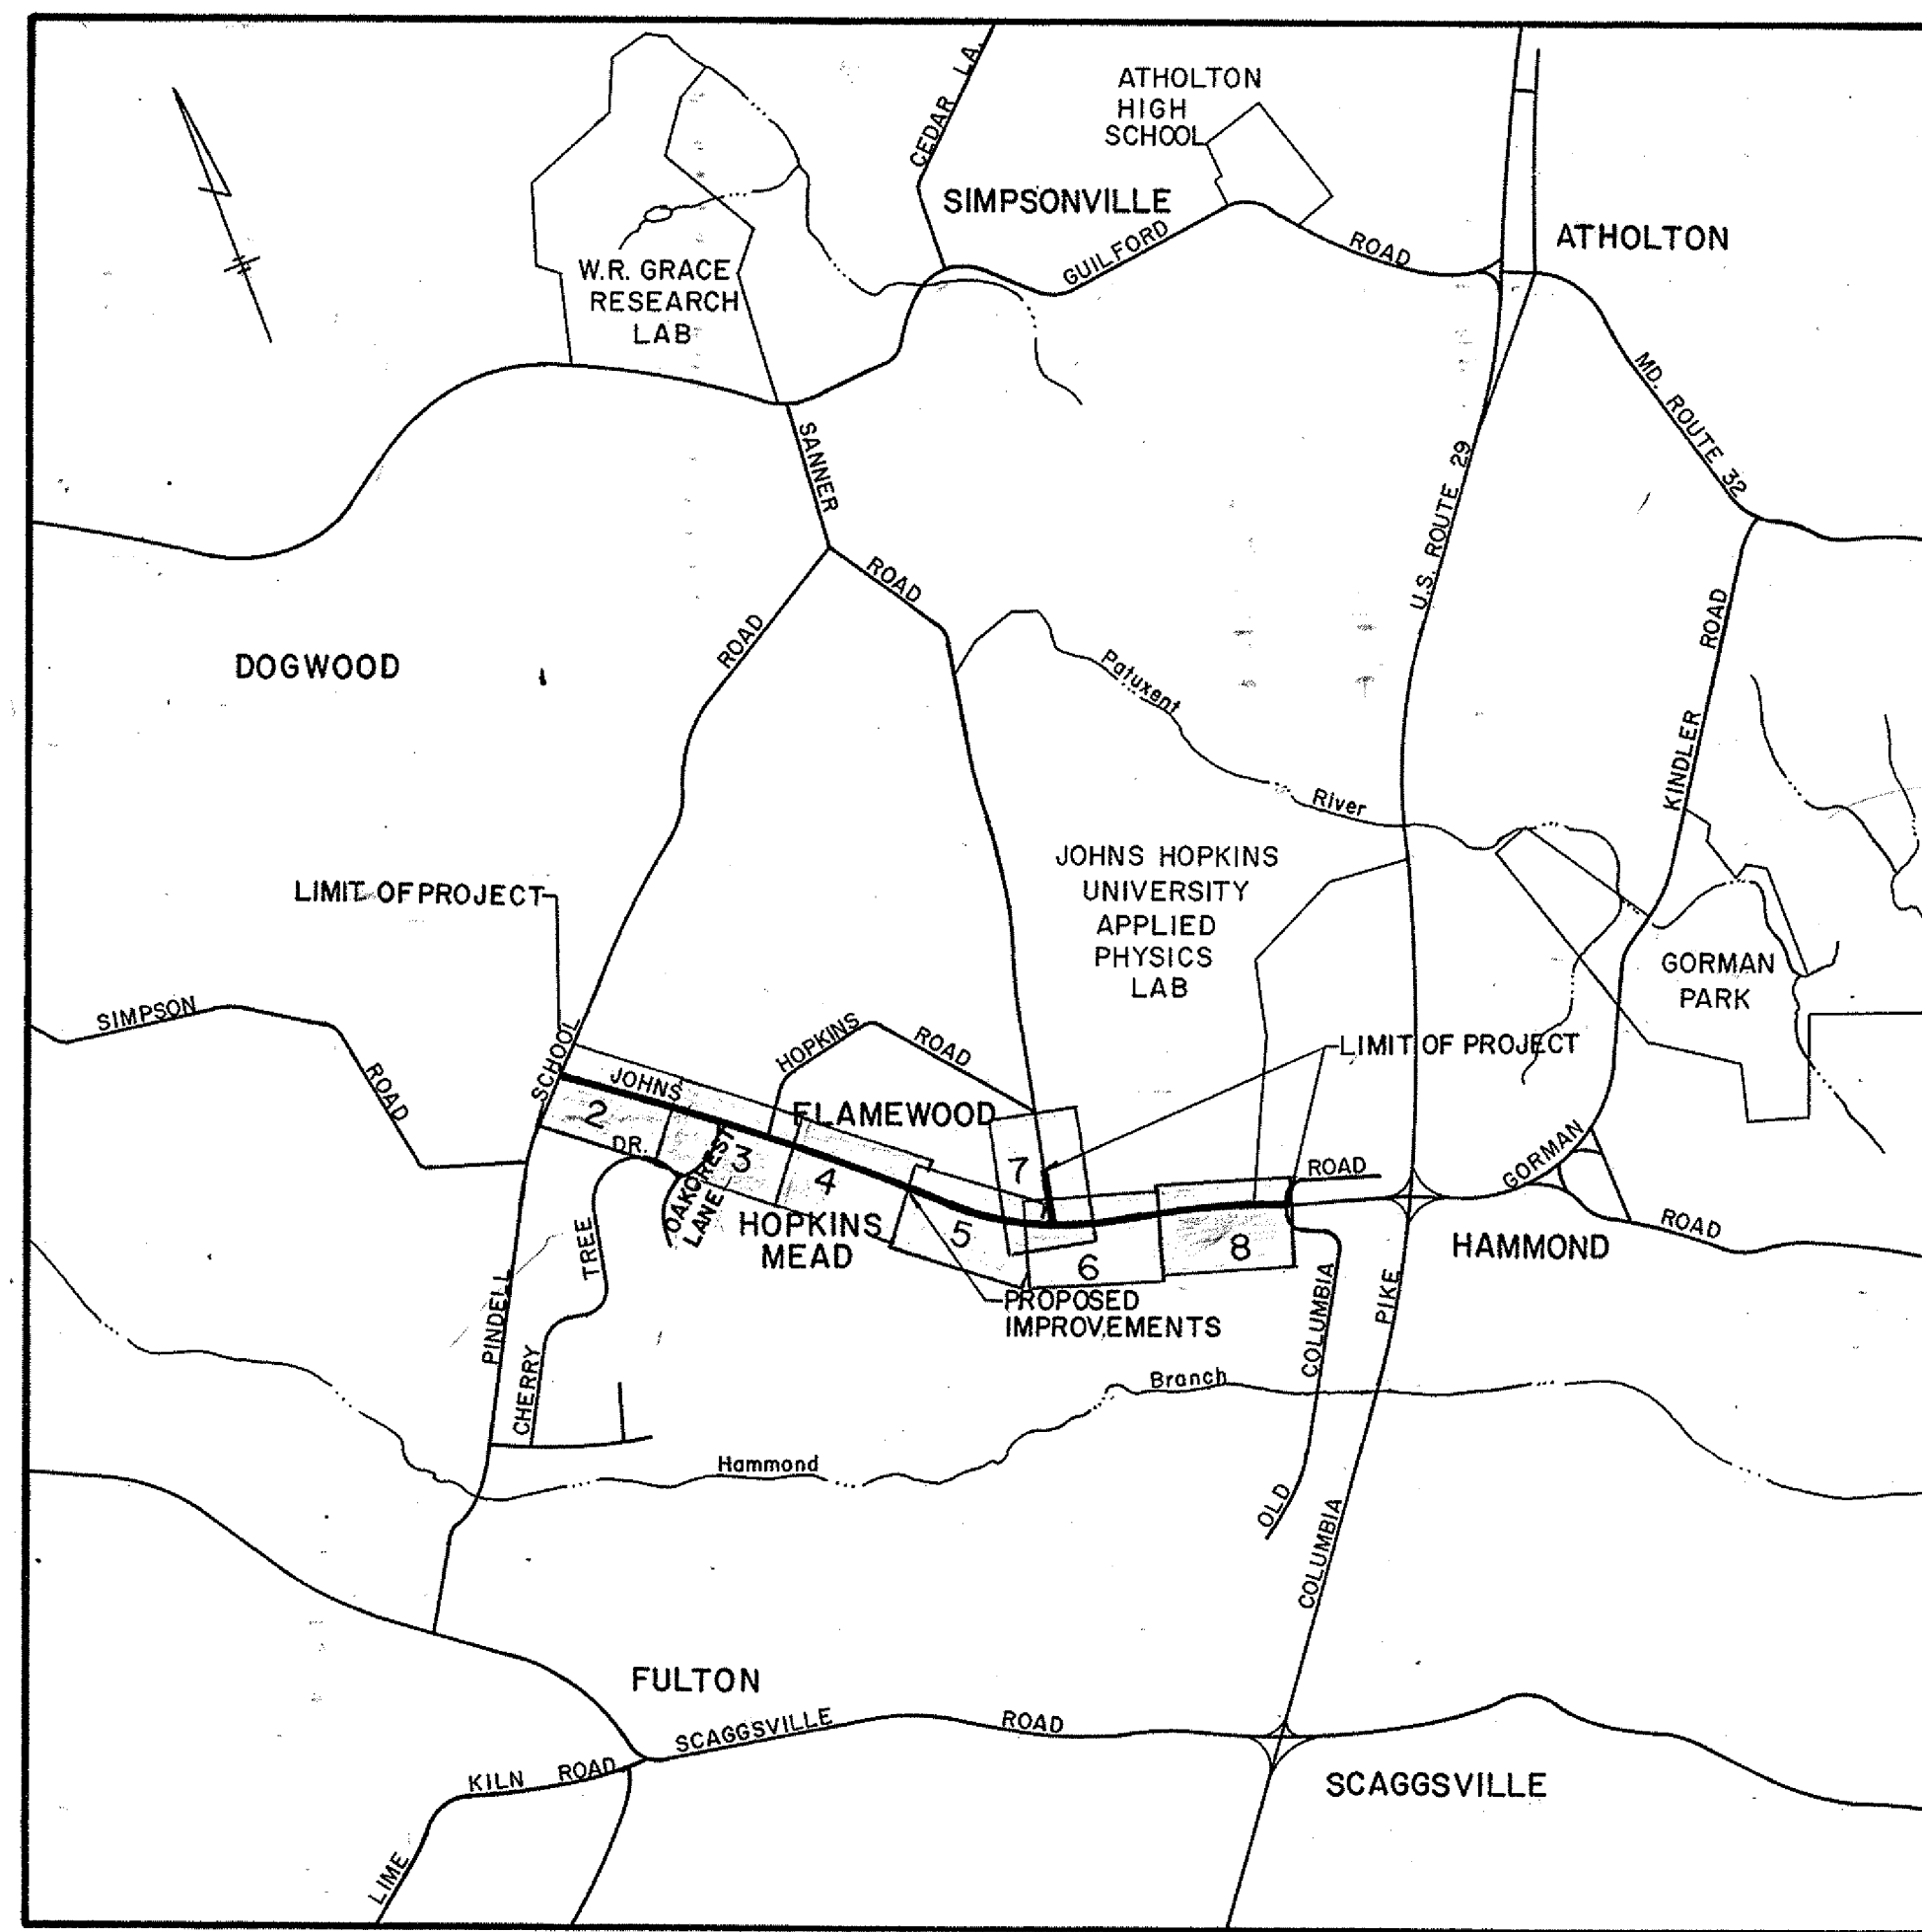 CEDAR LA.
ATHOLTON
HIGH
SCHOOL
SIMPSONVILLE
ATHOLTON
GUILFORD ROAD
W.R. GRACE
RESEARCH
LAB
MD. ROUTE 32
SANNER ROAD
U.S. ROUTE 29
ROAD
DOGWOOD
Patuxent River
KINDLER ROAD
JOHNS HOPKINS
UNIVERSITY
APPLIED
PHYSICS
LAB
LIMIT OF PROJECT
GORMAN
PARK
SIMPSON ROAD
SCHOOL
JOHNS HOPKINS ROAD
LIMIT OF PROJECT
FLAMEWOOD
2
DR.
3
4
5
6
7
8
OAKCREST
LANE
ROAD
GORMAN ROAD
HOPKINS
MEAD
HAMMOND
TREE
CHERRY
PINDELL
PROPOSED
IMPROVEMENTS
COLUMBIA
OLD
PIKE
COLUMBIA
Hammond Branch
FULTON
SCAGGSVILLE ROAD
KILN ROAD
LIME
SCAGGSVILLE